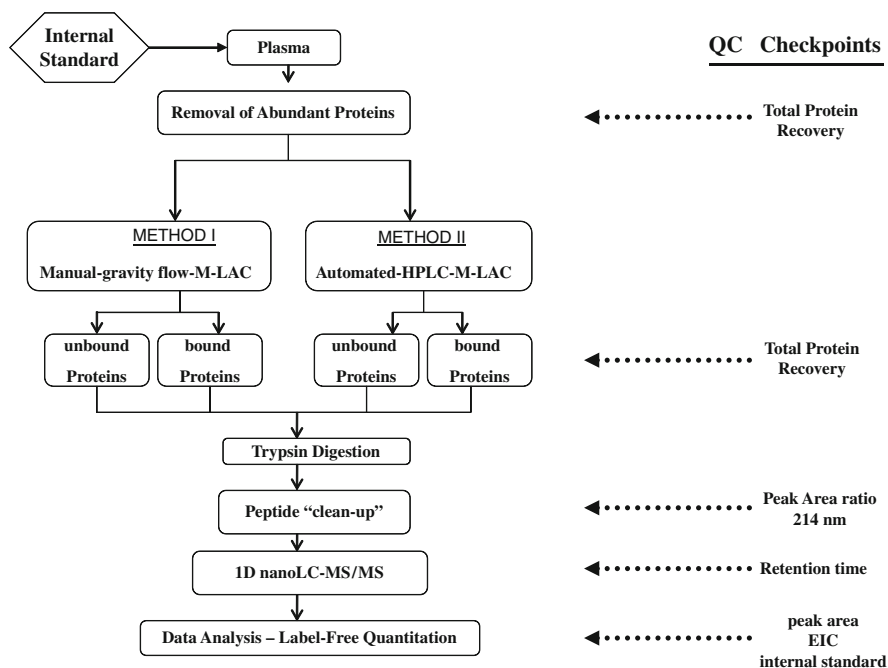 Internal
Standard
Plasma
QC Checkpoints
Removal of Abundant Proteins
Total Protein
Recovery
METHOD I
Manual-gravity flow-M-LAC
METHOD II
Automated-HPLC-M-LAC
unbound
Proteins
bound
Proteins
unbound
Proteins
bound
Proteins
Total Protein
Recovery
Trypsin Digestion
Peptide “clean-up”
Peak Area ratio
214 nm
1D nanoLC-MS/MS
Retention time
Data Analysis – Label-Free Quantitation
peak area
EIC
internal standard